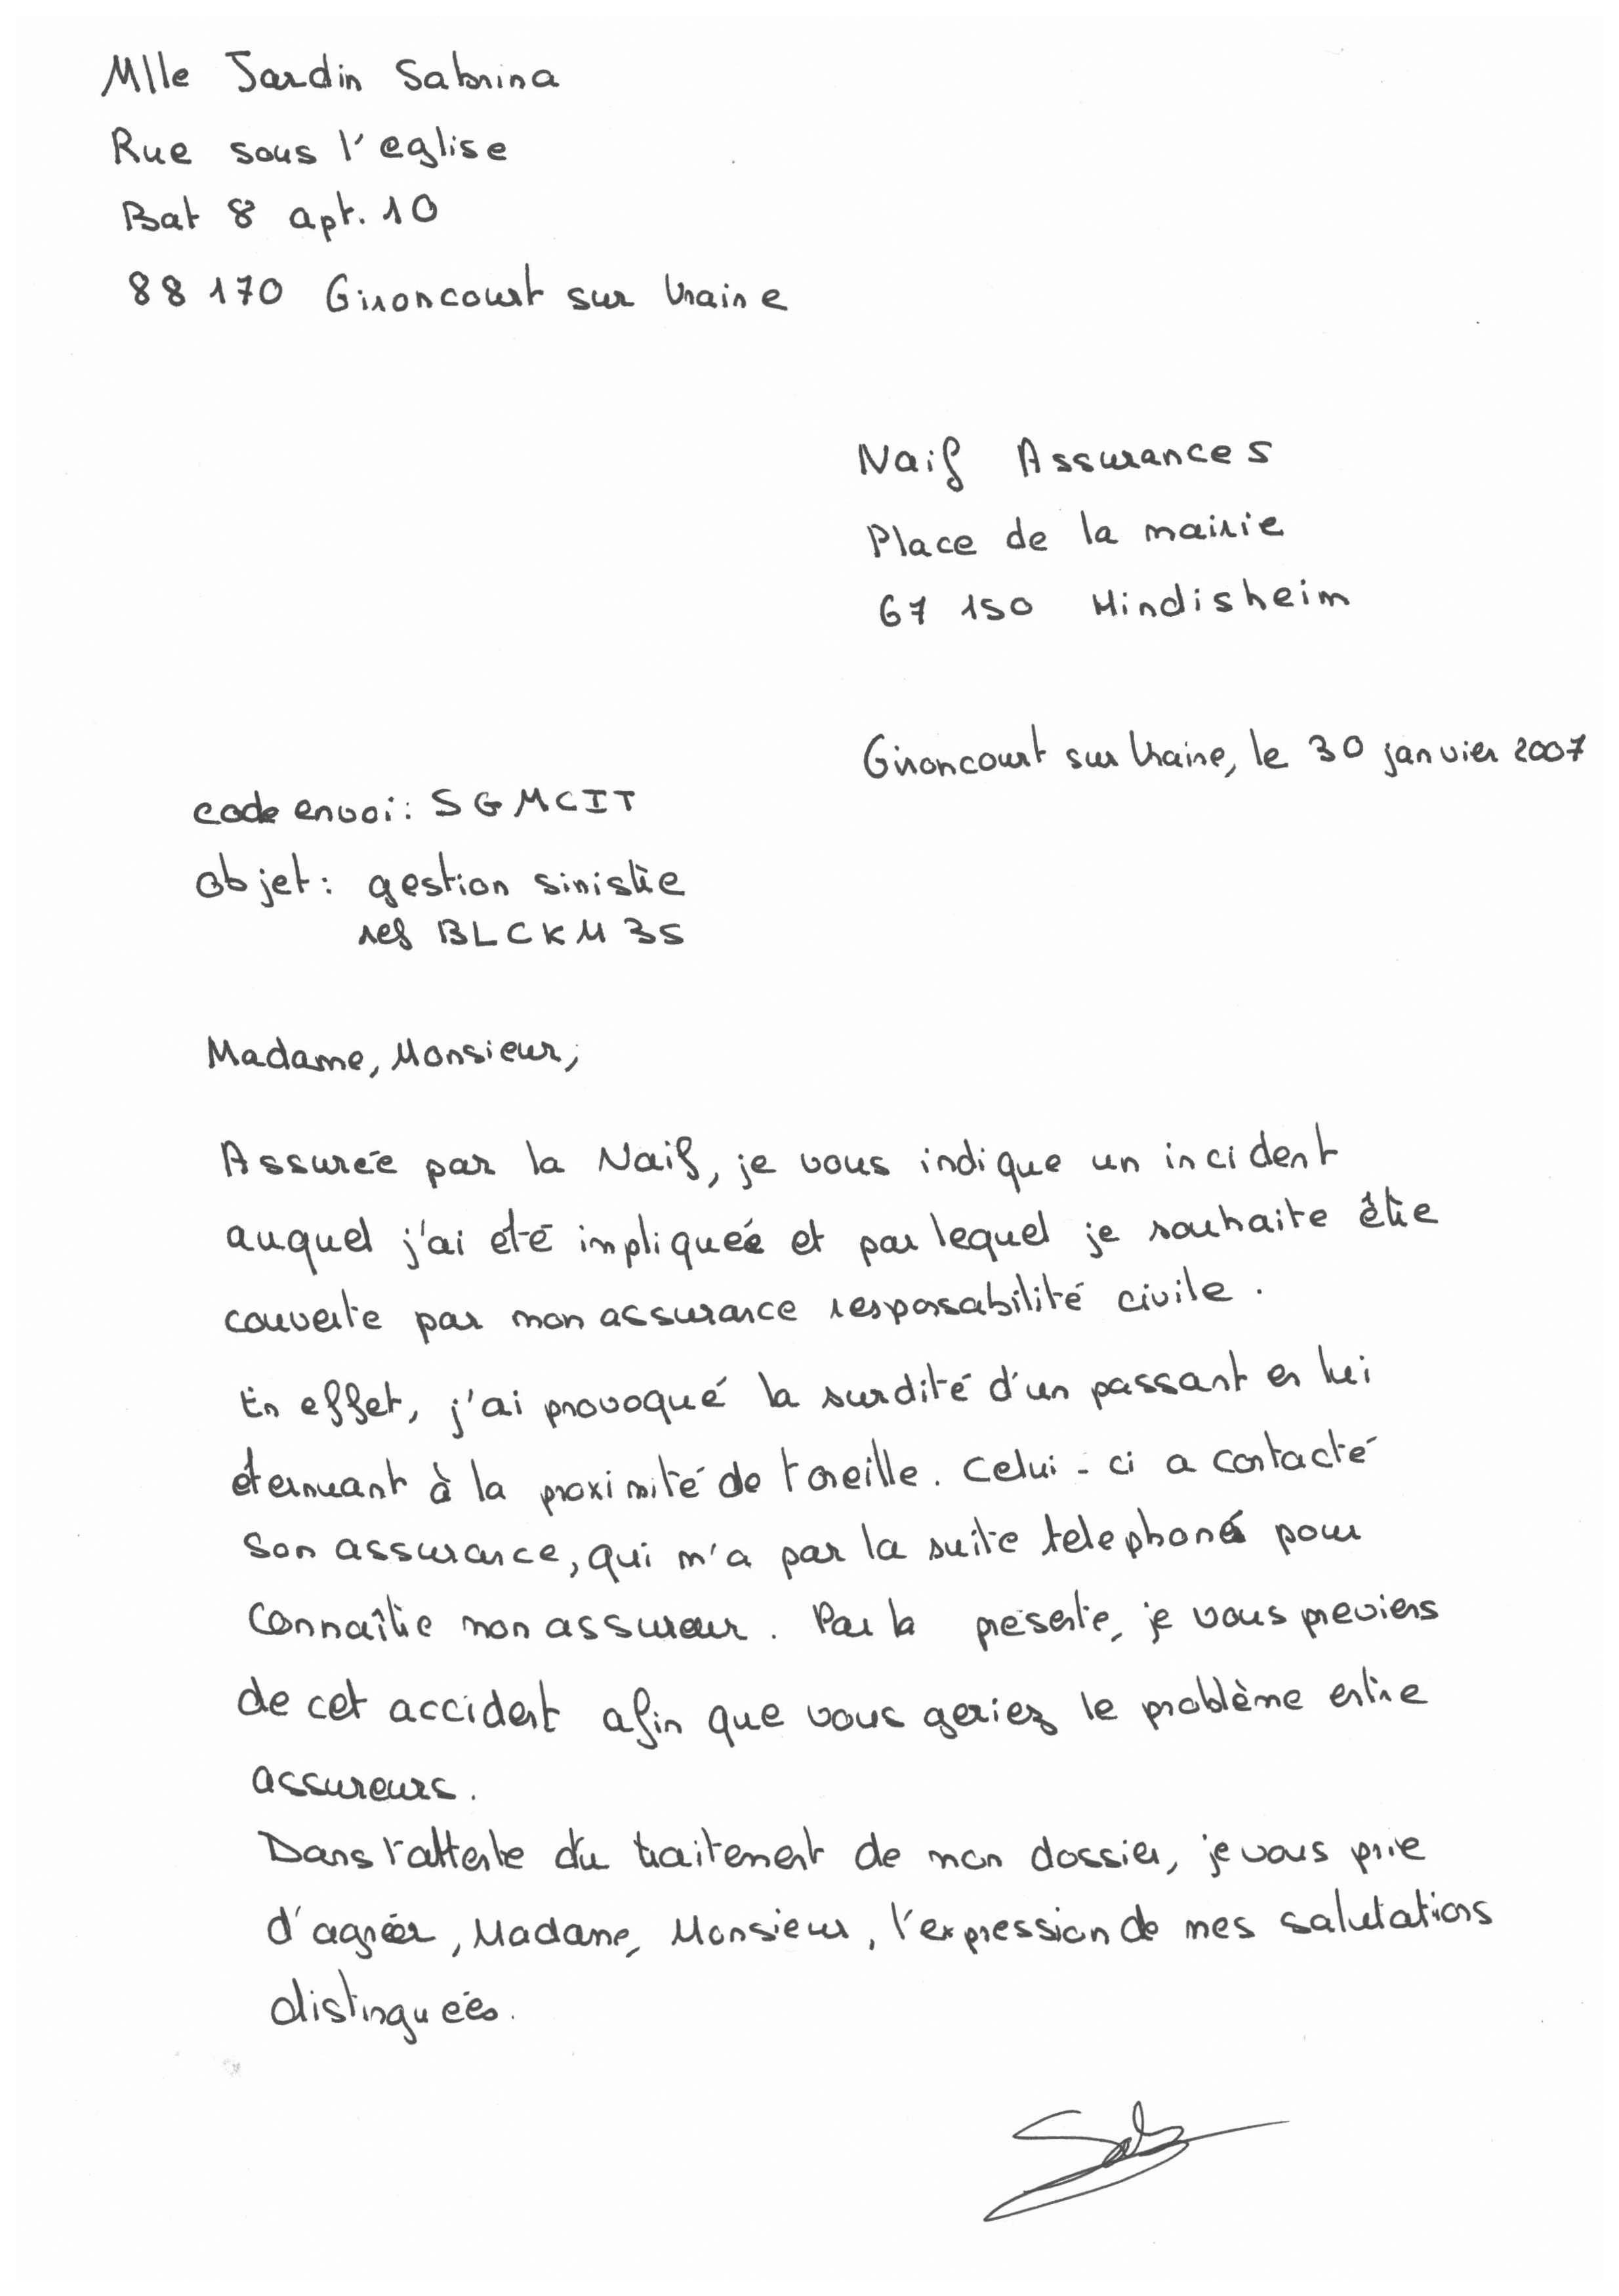 Mlle Jardin Sabrina
Rue sous l'eglise
Bat 8 apt. 10
88170 Gironcourt sur Vraine
Naif Assurances
Place de la mairie
67 150 Hindisheim
Gironcourt sur Vraine, le 30 janvier 2007
code envoi : SGMCIT
objet : gestion sinistre
ref BLCKM35
Madame, Monsieur,
Assurée par la Naif, je vous indique un incident
auquel j'ai été impliquée et par lequel je souhaite être
couverte par mon assurance responsabilité civile.
En effet, j'ai provoqué la surdité d'un passant en lui
éternuant à la proximité de l'oreille. Celui-ci a contacté
son assurance, qui m'a par la suite telephoné pour
connaître mon assureur. Par la présente, je vous previens
de cet accident afin que vous geriez le problème entre
assureurs.
Dans l'attente du traitement de mon dossier, je vous prie
d'agréer, Madame, Monsieur, l'expression de mes salutations
distinguées.
Sab